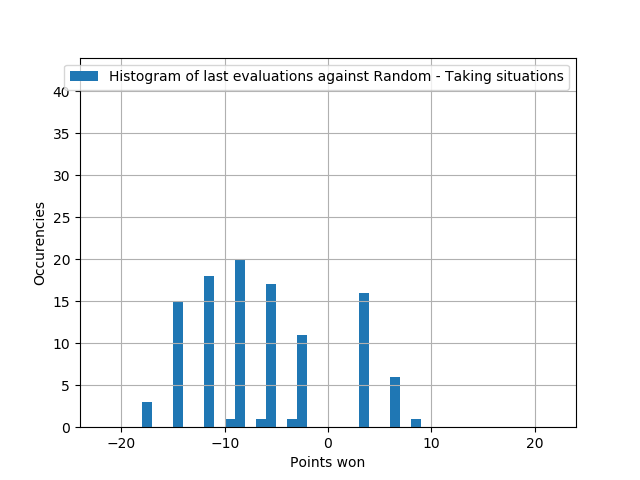 Histogram of last evaluations against Random - Taking situations
40
35
30
25
20
15
10
5
0
Occurencies
−20 −10 0 10 20
Points won